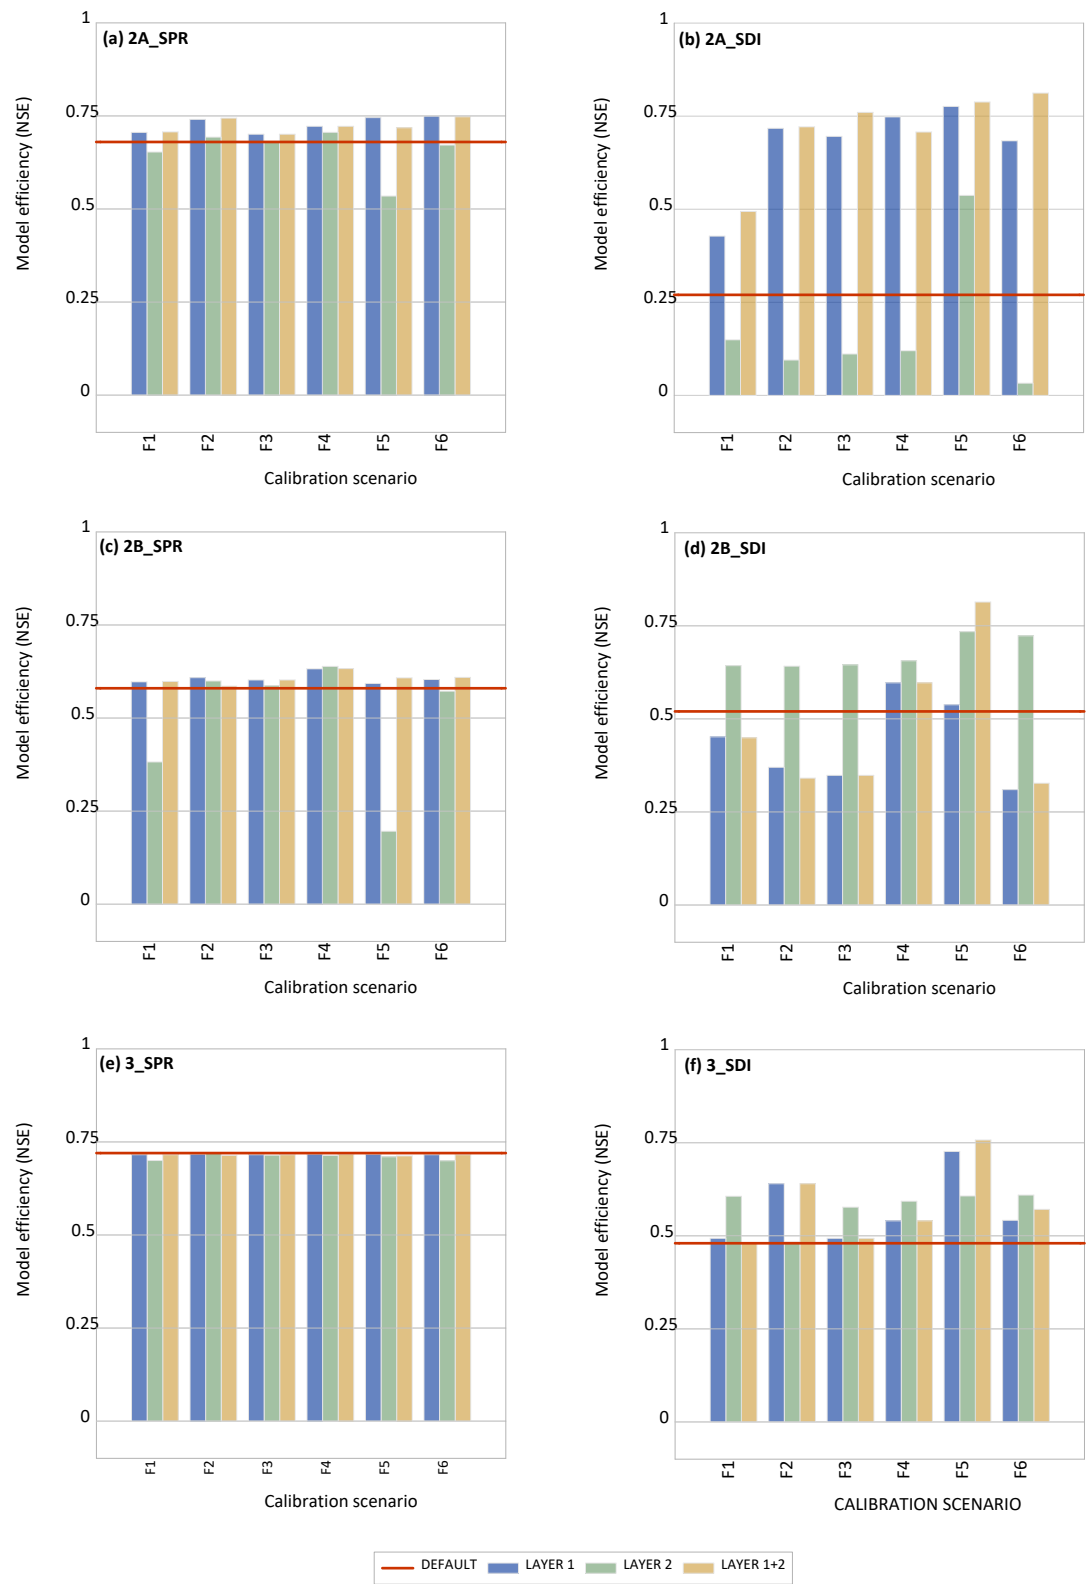 (a) 2A_SPR
1
0.75
0.5
0.25
0
Model efficiency (NSE)
F1 F2 F3 F4 F5 F6
Calibration scenario
(b) 2A_SDI
1
0.75
0.5
0.25
0
Model efficiency (NSE)
F1 F2 F3 F4 F5 F6
Calibration scenario
(c) 2B_SPR
1
0.75
0.5
0.25
0
Model efficiency (NSE)
F1 F2 F3 F4 F5 F6
Calibration scenario
(d) 2B_SDI
1
0.75
0.5
0.25
0
Model efficiency (NSE)
F1 F2 F3 F4 F5 F6
Calibration scenario
(e) 3_SPR
1
0.75
0.5
0.25
0
Model efficiency (NSE)
F1 F2 F3 F4 F5 F6
Calibration scenario
(f) 3_SDI
1
0.75
0.5
0.25
0
Model efficiency (NSE)
F1 F2 F3 F4 F5 F6
CALIBRATION SCENARIO
DEFAULT LAYER 1 LAYER 2 LAYER 1+2